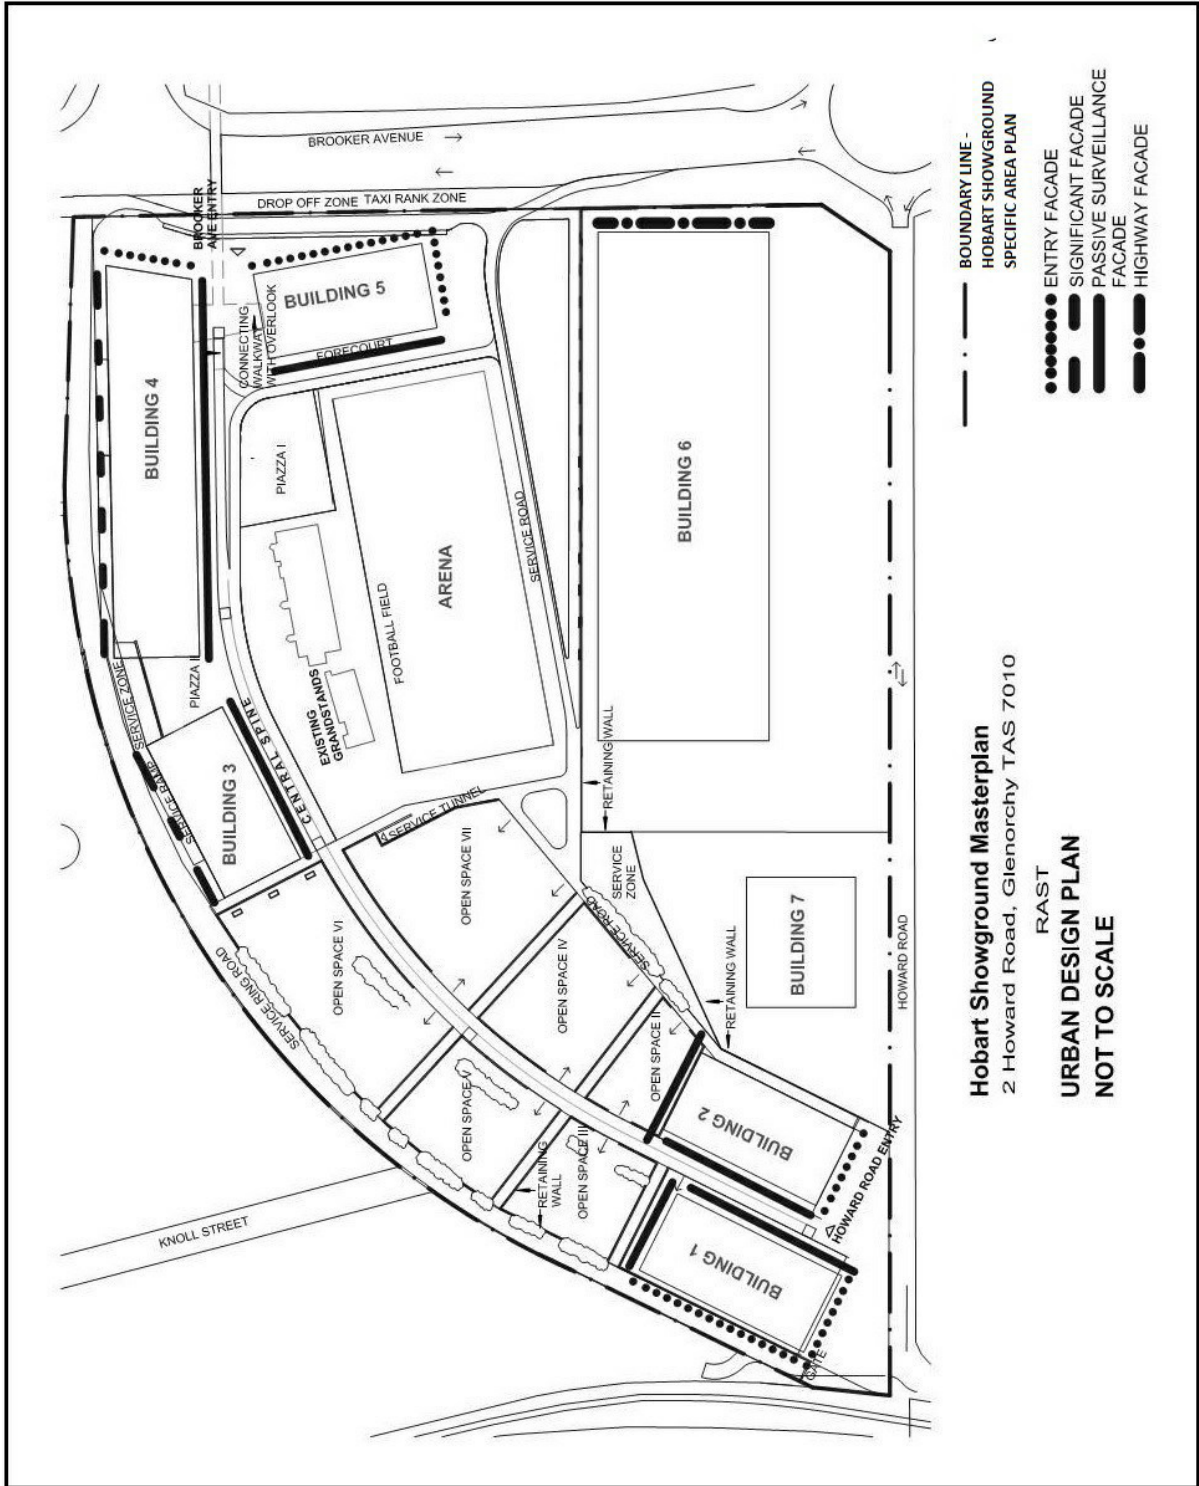 BROOKER AVENUE
DROP OFF ZONE TAXI RANK ZONE
BROOKER
AVE ENTRY
BUILDING 5
CONNECTING
WALKWAY
WITH OVERLOOK
FORECOURT
BUILDING 4
PIAZZA I
BUILDING 6
ARENA
FOOTBALL FIELD
SERVICE ROAD
EXISTING
GRANDSTANDS
PIAZZA II
SERVICE ZONE
SERVICE RAMP
BUILDING 3
CENTRAL SPINE
SERVICE TUNNEL
RETAINING WALL
OPEN SPACE VII
OPEN SPACE VI
SERVICE RING ROAD
SERVICE
ZONE
SERVICE ROAD
OPEN SPACE IV
RETAINING WALL
BUILDING 7
HOWARD ROAD
OPEN SPACE II
OPEN SPACE V
OPEN SPACE III
RETAINING
WALL
BUILDING 2
BUILDING 1
HOWARD ROAD ENTRY
GATE
KNOLL STREET
BOUNDARY LINE -
HOBART SHOWGROUND
SPECIFIC AREA PLAN
ENTRY FACADE
SIGNIFICANT FACADE
PASSIVE SURVEILLANCE
FACADE
HIGHWAY FACADE
Hobart Showground Masterplan
2 Howard Road, Glenorchy TAS 7010
RAST
URBAN DESIGN PLAN
NOT TO SCALE